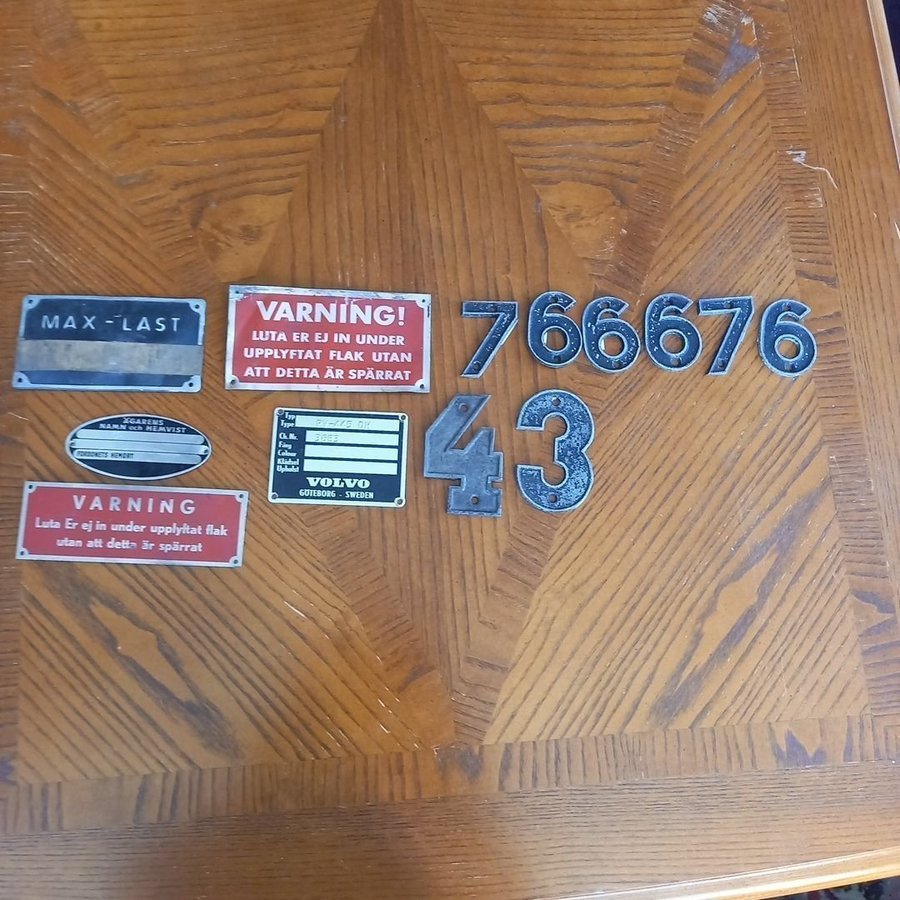 MAX-LAST
VARNING!
LUTA ER EJ IN UNDER
UPPLYFTAT FLAK UTAN
ATT DETTA ÄR SPÄRRAT
766676
ÄGARENS
NAMN och HEMVIST
FORDONETS HEMORT
Typ
Type
Ch. Nr.
Färg
Colour
Klädsel
Upholst
VOLVO
GÖTEBORG - SWEDEN
43
VARNING
Luta Er ej in under upplyftat flak
utan att detta är spärrat